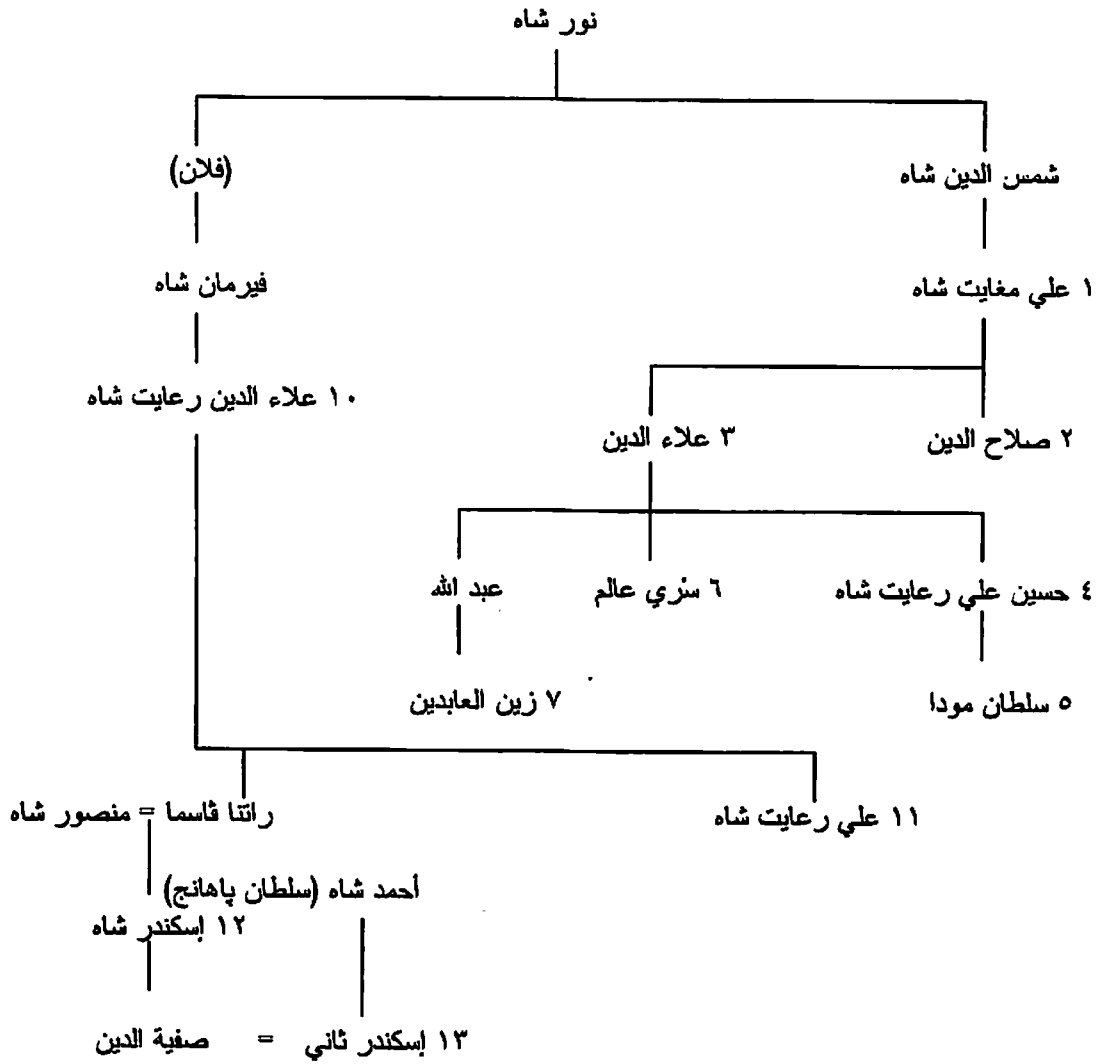 نور شاه
شمس الدين شاه
(فلان)
١ علي مغايت شاه
فيرمان شاه
١٠ علاء الدين رعايت شاه
٢ صلاح الدين
٣ علاء الدين
٤ حسين علي رعايت شاه
٦ سْري عالم
عبد الله
٥ سلطان مودا
٧ زين العابدين
١١ علي رعايت شاه
راتنا ڤاسما = منصور شاه
أحمد شاه (سلطان پاهانج)
١٢ إسكندر شاه
١٣ إسكندر ثاني = صفية الدين